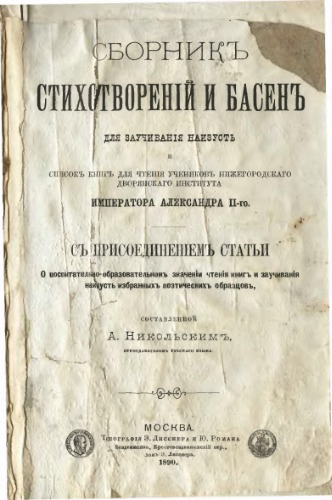 СБОРНИКЪ
СТИХОТВОРЕНІЙ И БАСЕНЪ
ДЛЯ ЗАУЧИВАНІЯ НАИЗУСТЬ
И
СПИСОКЪ КНИГЪ ДЛЯ ЧТЕНІЯ УЧЕНИКОВЪ НИЖЕГОРОДСКАГО
ДВОРЯНСКАГО ИНСТИТУТА
ИМПЕРАТОРА АЛЕКСАНДРА II-го.
СЪ ПРИСОЕДИНЕНІЕМЪ СТАТЬИ
О воспитательно-образовательномъ значеніи чтенія книгъ и заучиванія
наизусть избранныхъ поэтическихъ образцовъ,
СОСТАВЛЕННОЙ
А. Никольскимъ,
ПРЕПОДАВАТЕЛЕМЪ РУССКАГО ЯЗЫКА.
МОСКВА.
Типографія Э. Лисснера и Ю. Романа
Воздвиженка, Крестовоздвиженскій пер.,
домъ Э. Лисснера.
1890.